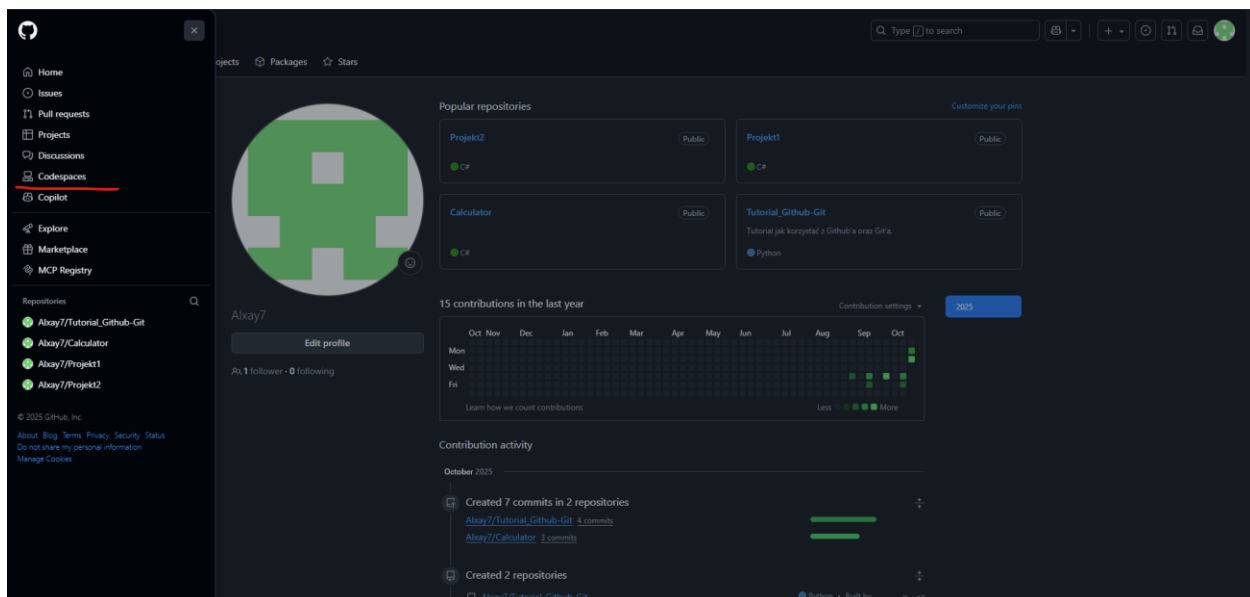 Type / to search
Home
Issues
Pull requests
Projects
Discussions
Codespaces
Copilot
Explore
Marketplace
MCP Registry
Repositories
Alxay7/Tutorial_Github-Git
Alxay7/Calculator
Alxay7/Projekt1
Alxay7/Projekt2
© 2025 GitHub, Inc.
About Blog Terms Privacy Security Status
Do not share my personal information
Manage Cookies
ojects Packages Stars
Alxay7
Edit profile
1 follower · 0 following
Popular repositories Customize your pins
Projekt2 Public
C#
Projekt1 Public
C#
Calculator Public
C#
Tutorial_Github-Git Public
Tutorial jak korzystać z Github'a oraz Git'a.
Python
15 contributions in the last year Contribution settings
2025
Oct Nov Dec Jan Feb Mar Apr May Jun Jul Aug Sep Oct
Mon
Wed
Fri
Learn how we count contributions Less More
Contribution activity
October 2025
Created 7 commits in 2 repositories
Alxay7/Tutorial_Github-Git 4 commits
Alxay7/Calculator 3 commits
Created 2 repositories
Alxay7/Tutorial_Github-Git Python Built by